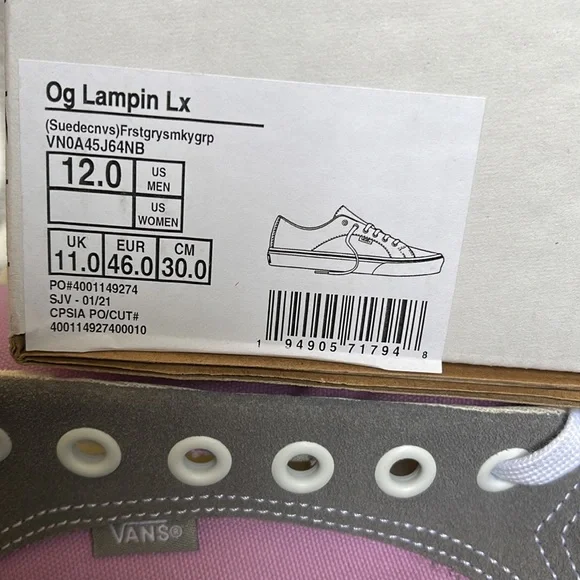 Og Lampin Lx
(Suedecnvs)Frstgrysmkygrp
VN0A45J64NB
12.0 US MEN
US WOMEN
UK EUR CM
11.0 46.0 30.0
PO#4001149274
SJV - 01/21
CPSIA PO/CUT#
400114927400010
1 94905 71794 8
VANS®